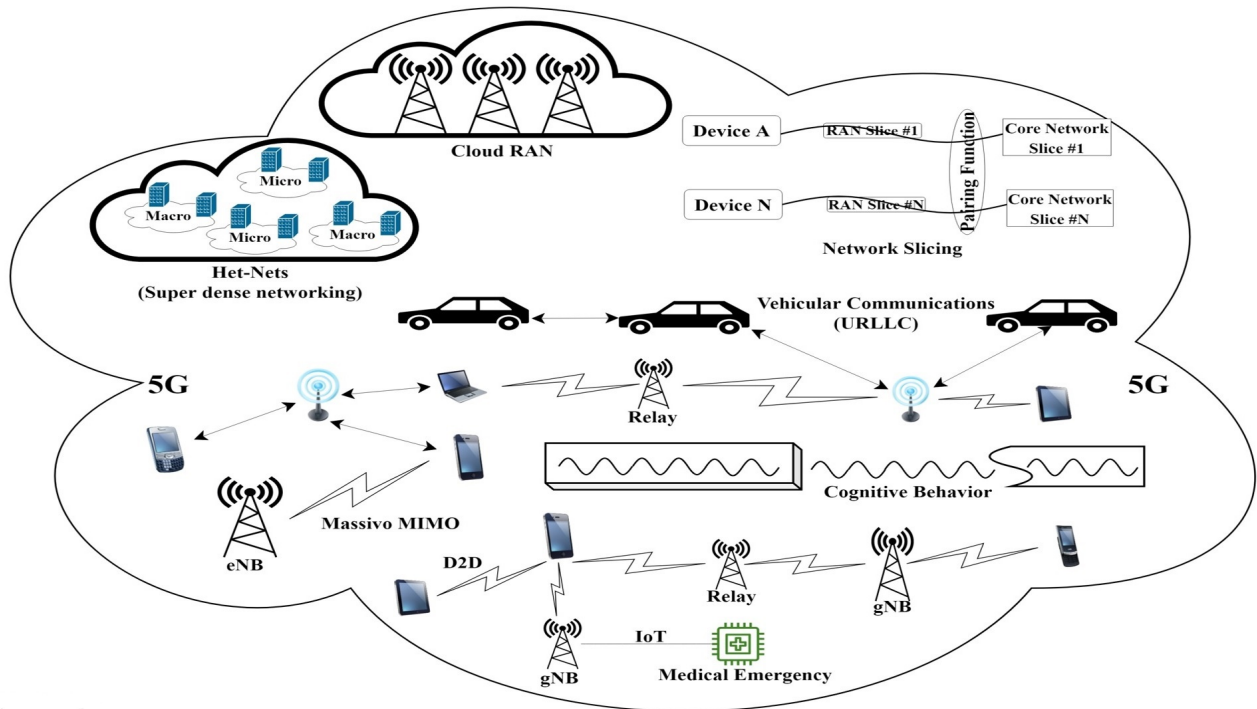 Cloud RAN
Device A
RAN Slice #1
Pairing Function
Core Network
Slice #1
Device N
RAN Slice #N
Core Network
Slice #N
Network Slicing
Micro
Macro
Micro
Macro
Het-Nets
(Super dense networking)
Vehicular Communications
(URLLC)
5G
5G
Relay
Cognitive Behavior
Massivo MIMO
eNB
D2D
Relay
gNB
IoT
gNB
Medical Emergency